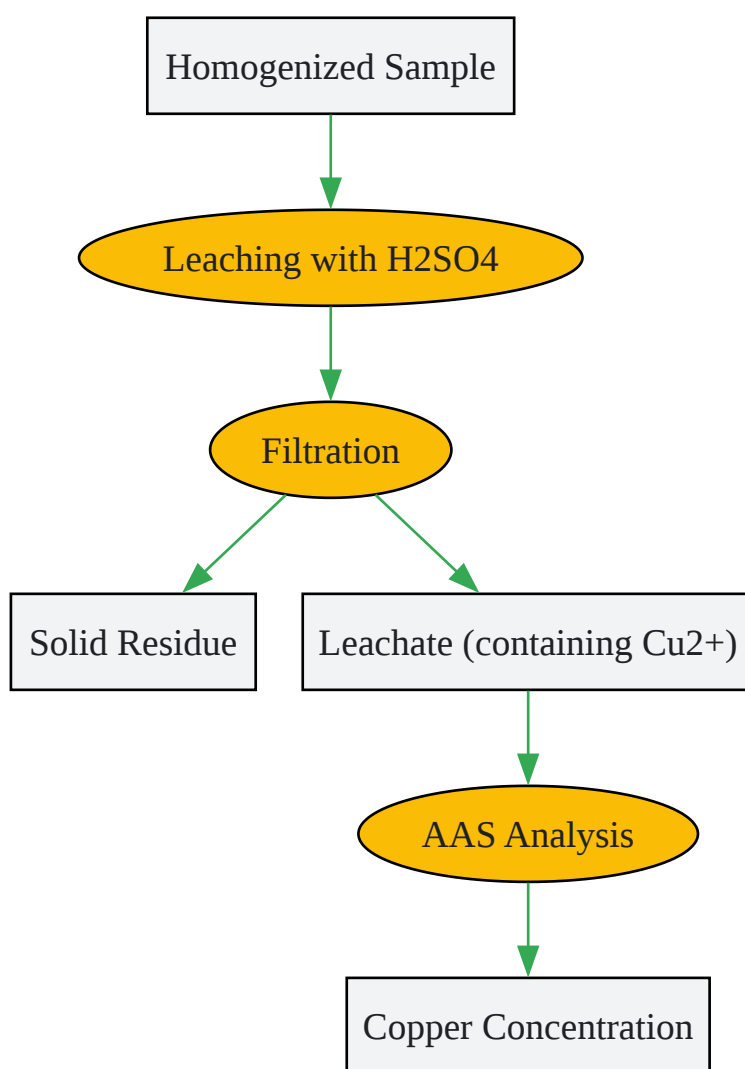 Homogenized Sample
Leaching with H2SO4
Filtration
Solid Residue
Leachate (containing Cu2+)
AAS Analysis
Copper Concentration